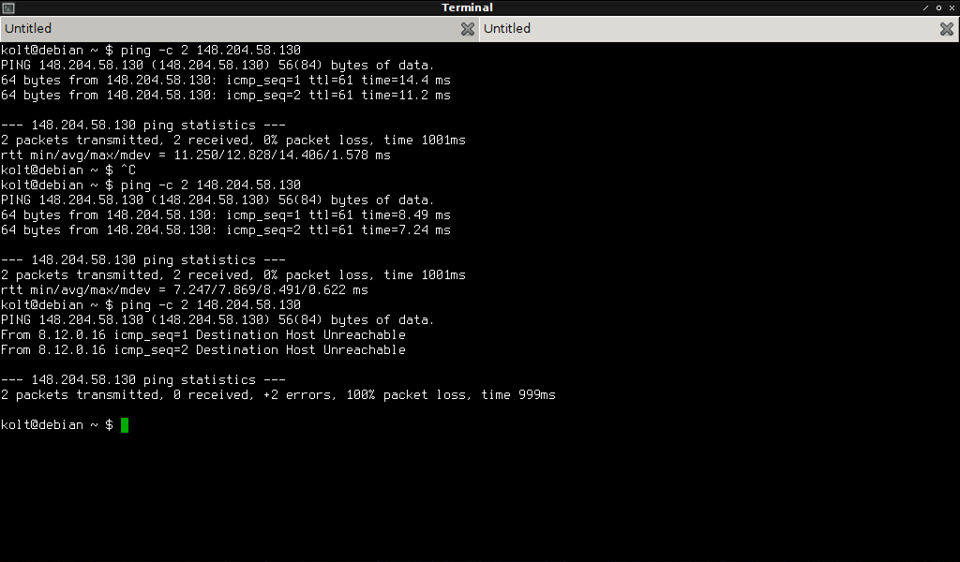 Terminal
Untitled
Untitled
kolt@debian ~ $ ping -c 2 148.204.58.130
PING 148.204.58.130 (148.204.58.130) 56(84) bytes of data.
64 bytes from 148.204.58.130: icmp_seq=1 ttl=61 time=14.4 ms
64 bytes from 148.204.58.130: icmp_seq=2 ttl=61 time=11.2 ms

--- 148.204.58.130 ping statistics ---
2 packets transmitted, 2 received, 0% packet loss, time 1001ms
rtt min/avg/max/mdev = 11.250/12.828/14.406/1.578 ms
kolt@debian ~ $ ^C
kolt@debian ~ $ ping -c 2 148.204.58.130
PING 148.204.58.130 (148.204.58.130) 56(84) bytes of data.
64 bytes from 148.204.58.130: icmp_seq=1 ttl=61 time=8.49 ms
64 bytes from 148.204.58.130: icmp_seq=2 ttl=61 time=7.24 ms

--- 148.204.58.130 ping statistics ---
2 packets transmitted, 2 received, 0% packet loss, time 1001ms
rtt min/avg/max/mdev = 7.247/7.869/8.491/0.622 ms
kolt@debian ~ $ ping -c 2 148.204.58.130
PING 148.204.58.130 (148.204.58.130) 56(84) bytes of data.
From 8.12.0.16 icmp_seq=1 Destination Host Unreachable
From 8.12.0.16 icmp_seq=2 Destination Host Unreachable

--- 148.204.58.130 ping statistics ---
2 packets transmitted, 0 received, +2 errors, 100% packet loss, time 999ms

kolt@debian ~ $